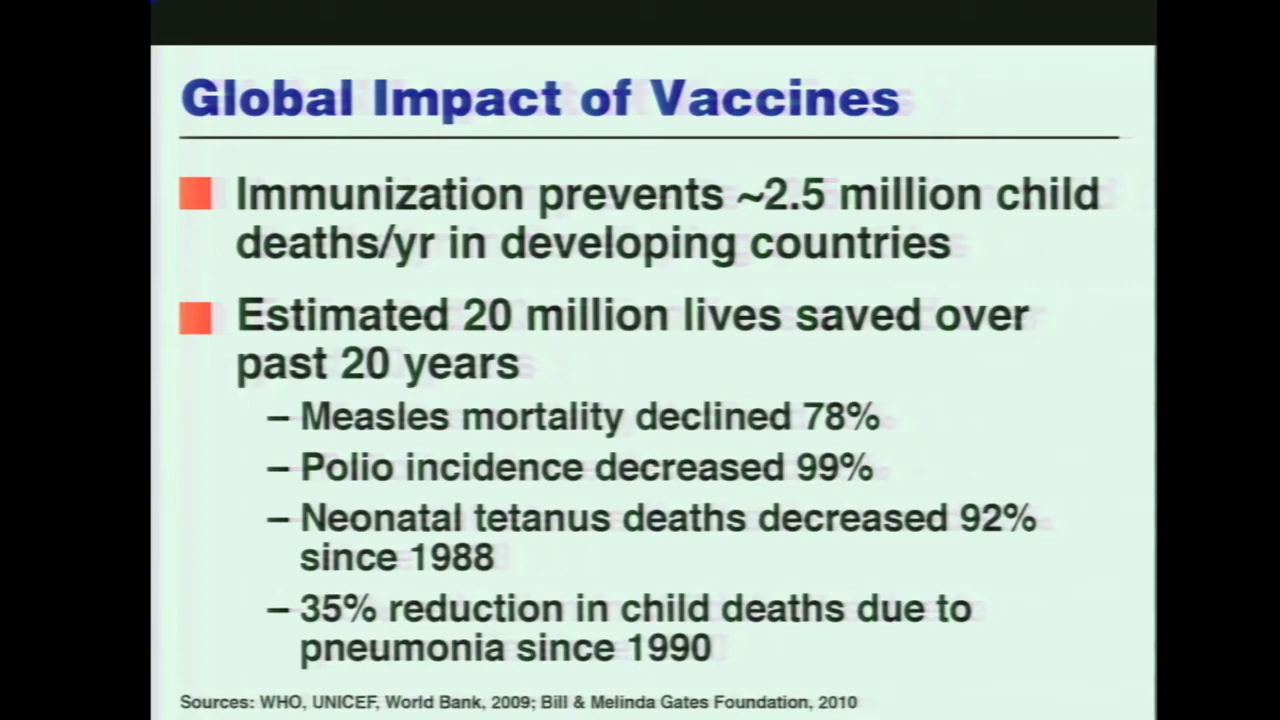 Global Impact of Vaccines
Immunization prevents ~2.5 million child
deaths/yr in developing countries
Estimated 20 million lives saved over
past 20 years
– Measles mortality declined 78%
– Polio incidence decreased 99%
– Neonatal tetanus deaths decreased 92%
since 1988
– 35% reduction in child deaths due to
pneumonia since 1990
Sources: WHO, UNICEF, World Bank, 2009; Bill & Melinda Gates Foundation, 2010